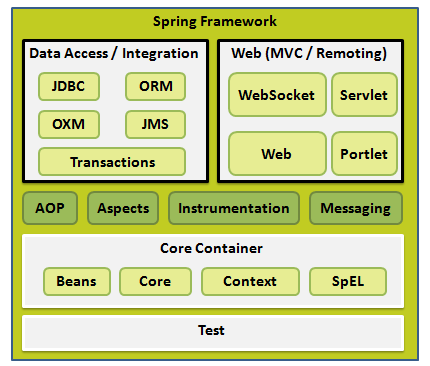 Spring Framework
Data Access / Integration
JDBC ORM
OXM JMS
Transactions
Web (MVC / Remoting)
WebSocket Servlet
Web Portlet
AOP Aspects Instrumentation Messaging
Core Container
Beans Core Context SpEL
Test